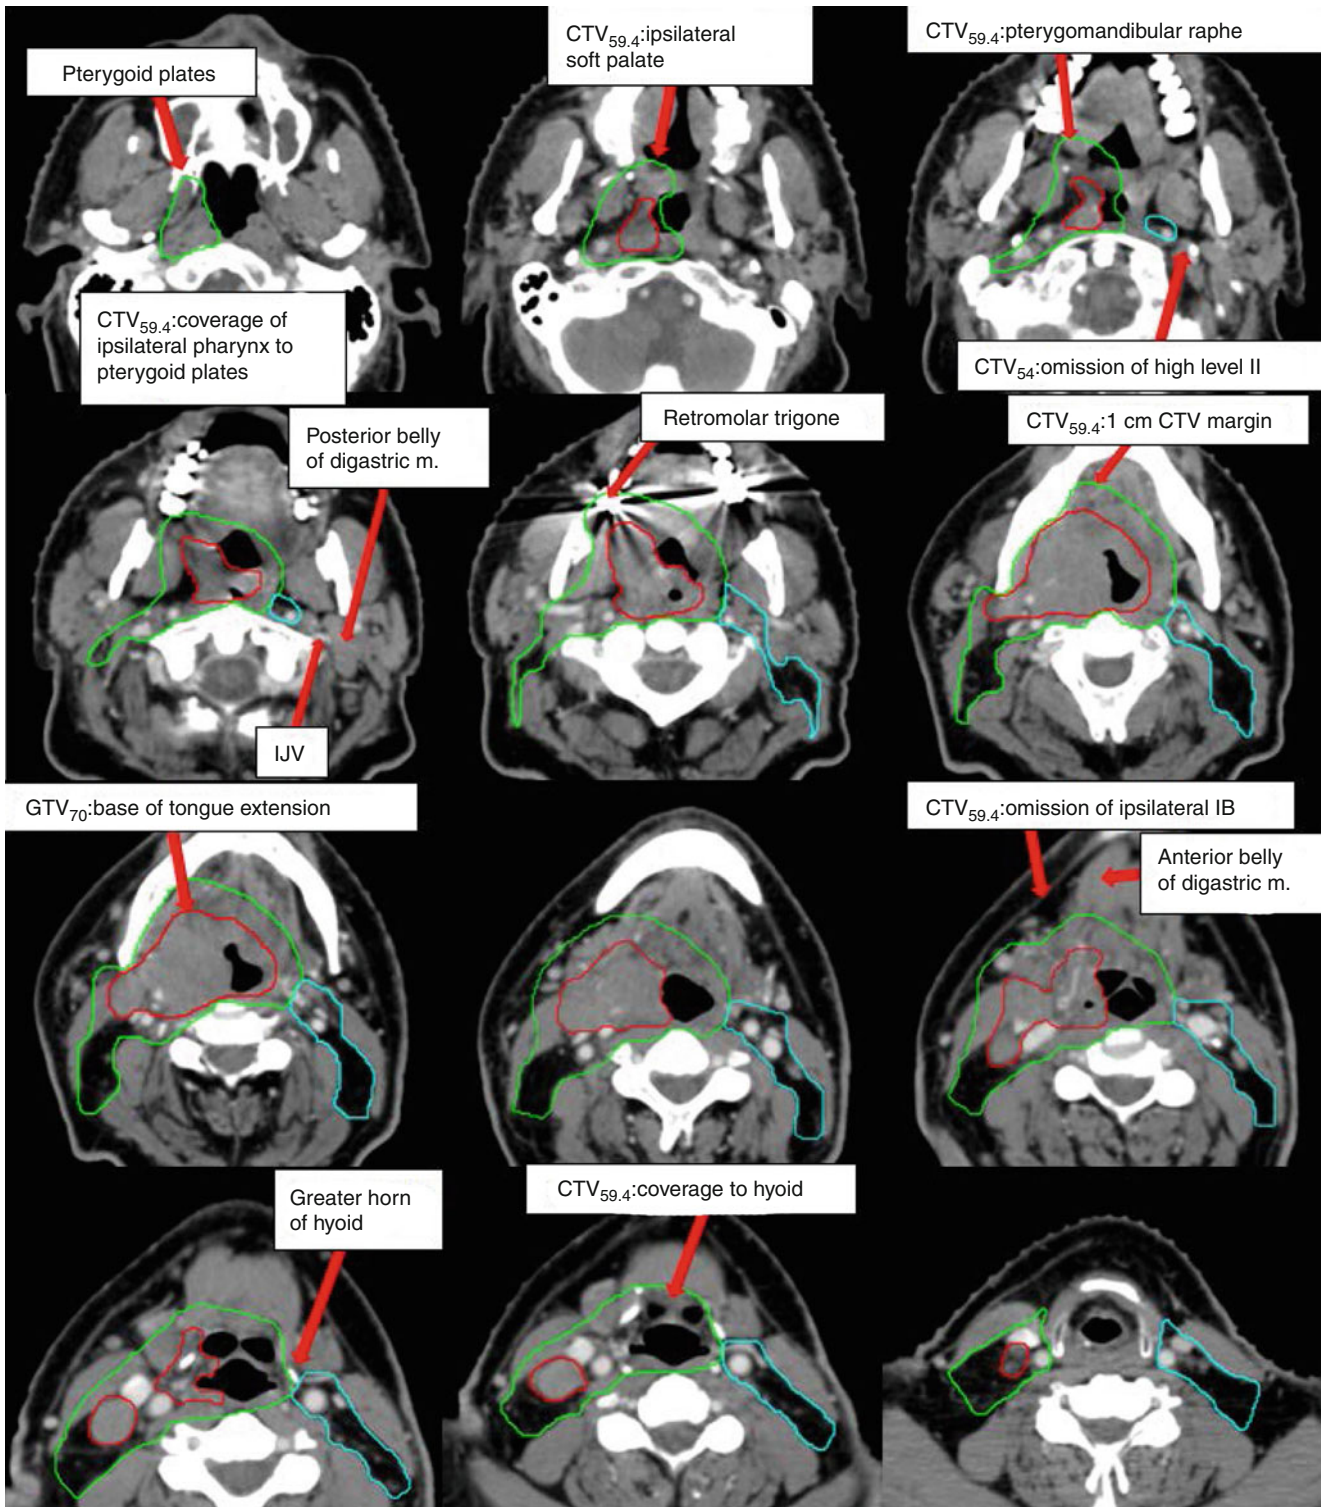 Pterygoid plates
CTV59.4:ipsilateral
soft palate
CTV59.4:pterygomandibular raphe
CTV59.4:coverage of
ipsilateral pharynx to
pterygoid plates
CTV54:omission of high level II
Posterior belly
of digastric m.
Retromolar trigone
CTV59.4:1 cm CTV margin
IJV
GTV70:base of tongue extension
CTV59.4:omission of ipsilateral IB
Anterior belly
of digastric m.
Greater horn
of hyoid
CTV59.4:coverage to hyoid